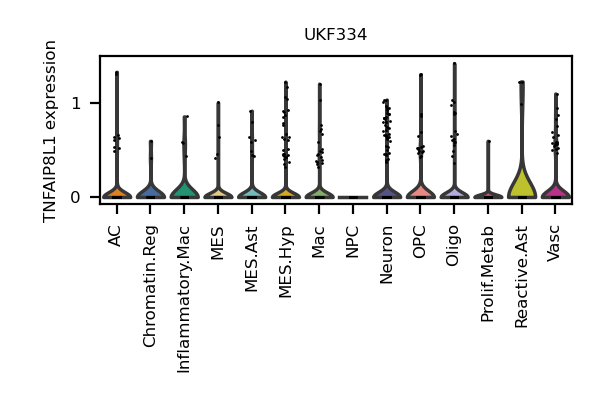 UKF334
TNFAIP8L1 expression
1
0
AC
Chromatin.Reg
Inflammatory.Mac
MES
MES.Ast
MES.Hyp
Mac
NPC
Neuron
OPC
Oligo
Prolif.Metab
Reactive.Ast
Vasc